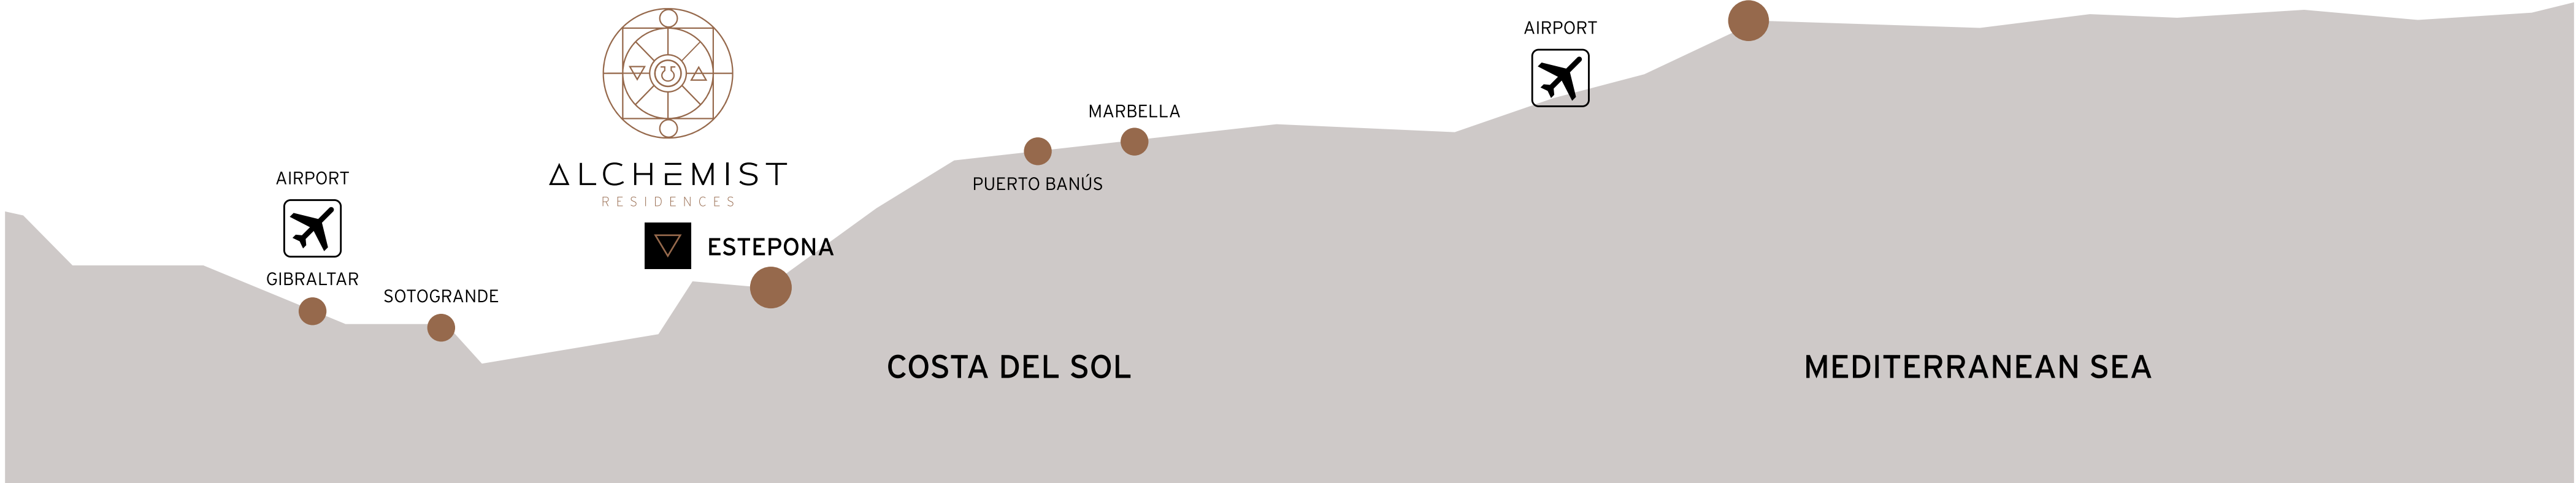 AIRPORT
GIBRALTAR
SOTOGRANDE
ALCHEMIST
RESIDENCES
ESTEPONA
PUERTO BANÚS
MARBELLA
AIRPORT
COSTA DEL SOL
MEDITERRANEAN SEA